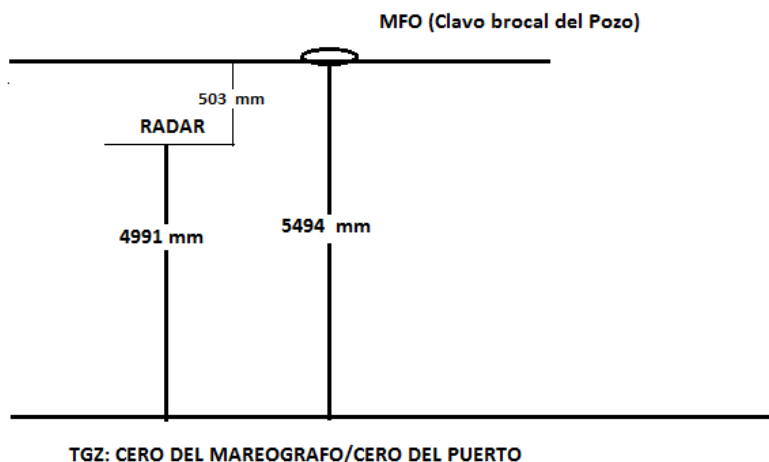 MFO (Clavo brocal del Pozo)
503 mm
RADAR
4991 mm
5494 mm
TGZ: CERO DEL MAREOGRAFO/CERO DEL PUERTO